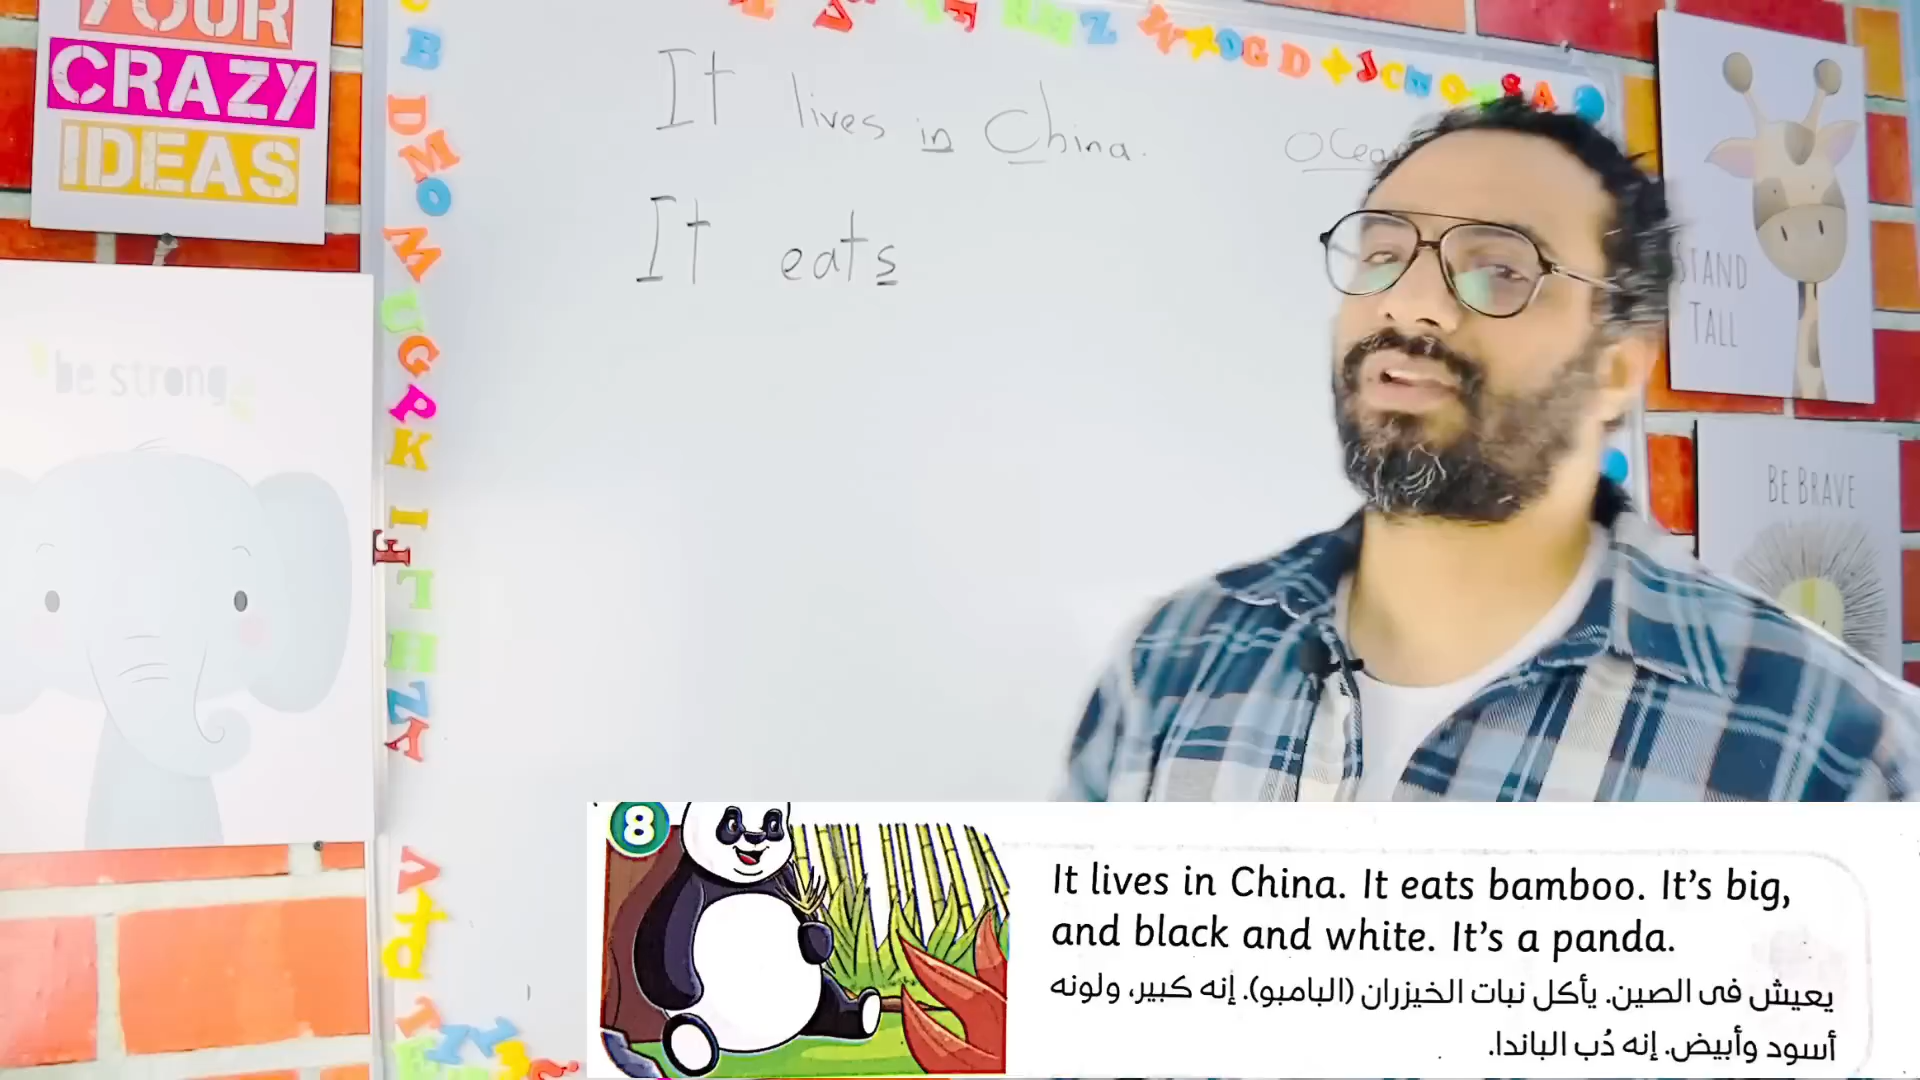 YOUR
CRAZY
IDEAS
be strong
It lives in China.
It eats
STAND
TALL
BE BRAVE
8
It lives in China. It eats bamboo. It's big,
and black and white. It's a panda.
يعيش فى الصين. يأكل نبات الخيزران (البامبو). إنه كبير، ولونه
أسود وأبيض. إنه دُب الباندا.